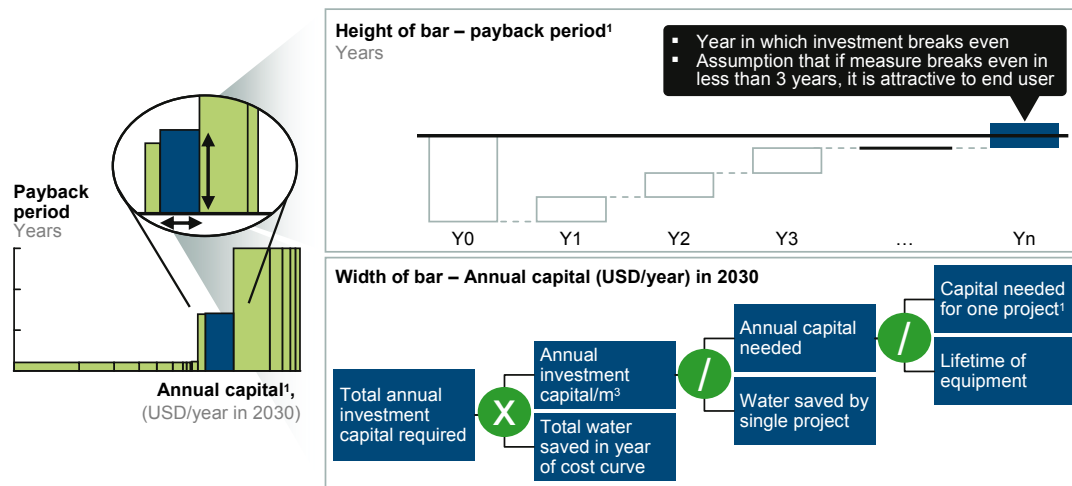 Payback
period
Years
Annual capital¹,
(USD/year in 2030)
Height of bar – payback period¹
Years
▪ Year in which investment breaks even
▪ Assumption that if measure breaks even in
less than 3 years, it is attractive to end user
Y0 Y1 Y2 Y3 … Yn
Width of bar – Annual capital (USD/year) in 2030
Total annual
investment
capital required
X
Annual
investment
capital/m³
Total water
saved in year
of cost curve
/
Annual capital
needed
Water saved by
single project
/
Capital needed
for one project¹
Lifetime of
equipment